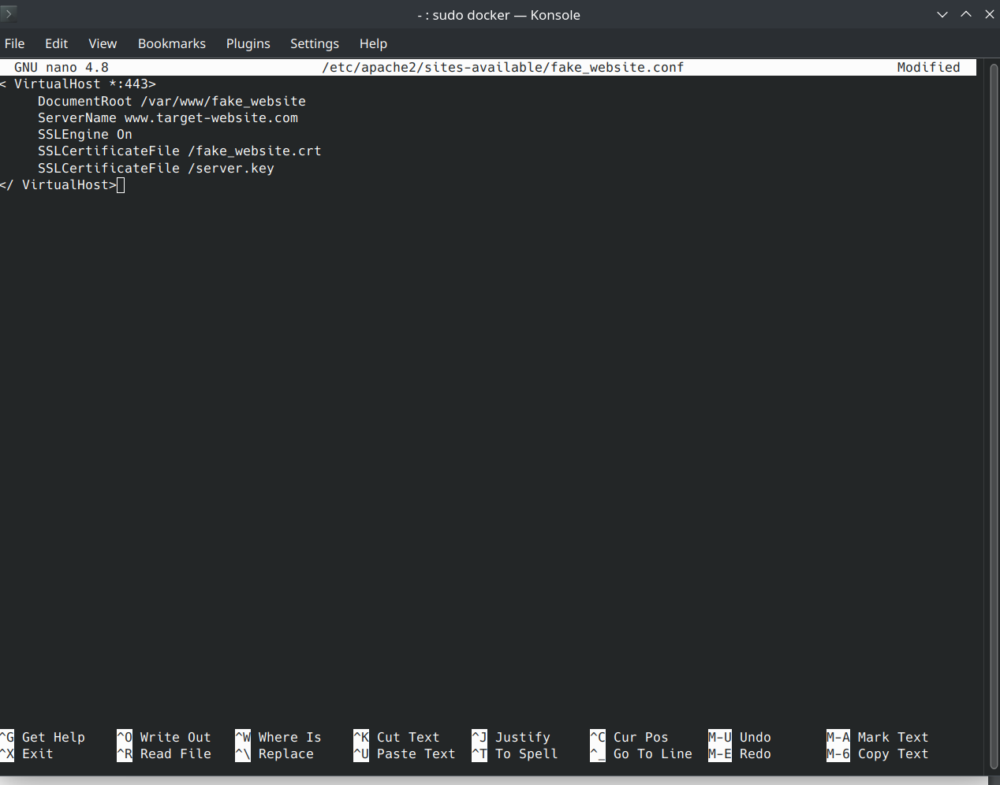 - : sudo docker — Konsole
File Edit View Bookmarks Plugins Settings Help
GNU nano 4.8 /etc/apache2/sites-available/fake_website.conf Modified
< VirtualHost *:443>
DocumentRoot /var/www/fake_website
ServerName www.target-website.com
SSLEngine On
SSLCertificateFile /fake_website.crt
SSLCertificateFile /server.key
</ VirtualHost>
^G Get Help ^O Write Out ^W Where Is ^K Cut Text ^J Justify ^C Cur Pos M-U Undo M-A Mark Text
^X Exit ^R Read File ^\ Replace ^U Paste Text ^T To Spell ^_ Go To Line M-E Redo M-6 Copy Text